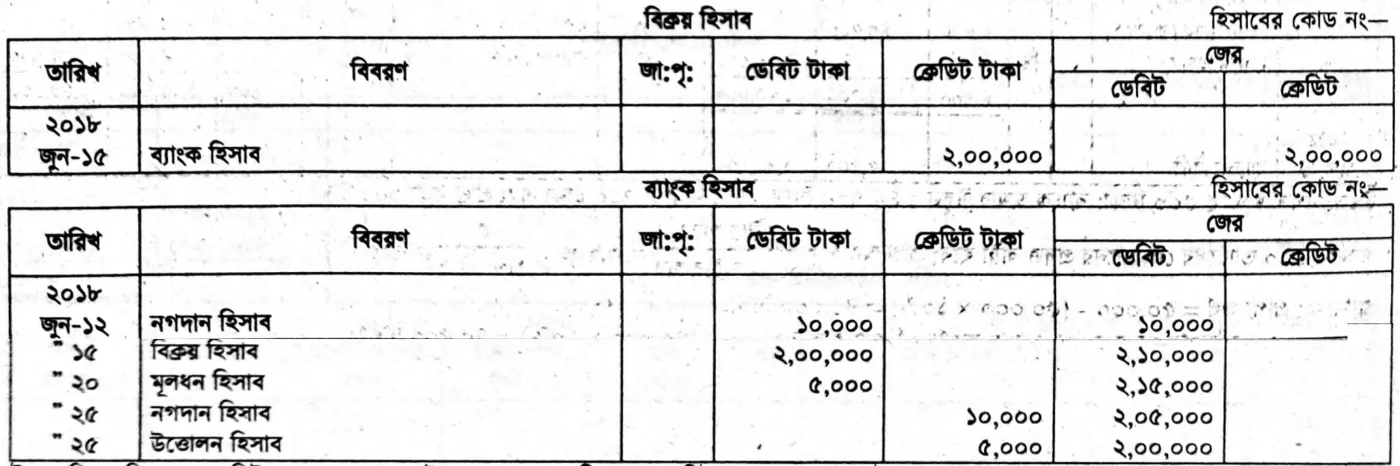 বিক্রয় হিসাব হিসাবের কোড নং—
তারিখ বিবরণ জা:পৃ: ডেবিট টাকা ক্রেডিট টাকা জের
ডেবিট ক্রেডিট
২০১৮
জুন-১৫ ব্যাংক হিসাব ২,০০,০০০ ২,০০,০০০
ব্যাংক হিসাব হিসাবের কোড নং—
তারিখ বিবরণ জা:পৃ: ডেবিট টাকা ক্রেডিট টাকা জের
ডেবিট ক্রেডিট
২০১৮
জুন-১২ নগদান হিসাব ১০,০০০ ১০,০০০
" ১৫ বিক্রয় হিসাব ২,০০,০০০ ২,১০,০০০
" ২০ মূলধন হিসাব ৫,০০০ ২,১৫,০০০
" ২৫ নগদান হিসাব ১০,০০০ ২,০৫,০০০
" ২৫ উত্তোলন হিসাব ৫,০০০ ২,০০,০০০